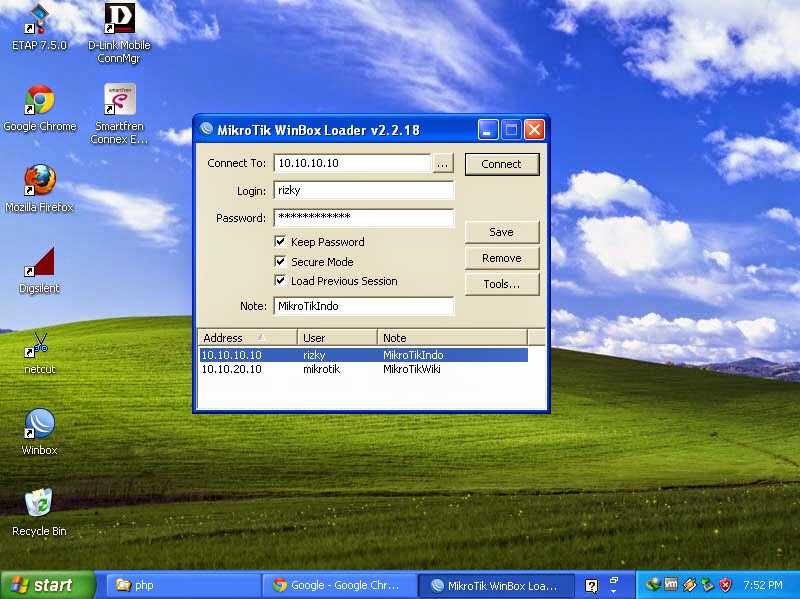 ETAP 7.5.0
D-Link Mobile
ConnMgr
Google Chrome
smartfren
Smartfren
Connex E...
Mozilla Firefox
Digsilent
netcut
Winbox
Recycle Bin
MikroTik WinBox Loader v2.2.18
Connect To: 10.10.10.10 ... Connect
Login: rizky
Password: ************
Keep Password
Secure Mode
Load Previous Session
Save
Remove
Tools...
Note: MikroTikIndo
Address User Note
10.10.10.10 rizky MikroTikIndo
10.10.20.10 mikrotik MikroTikWiki
start
php
Google - Google Chr...
MikroTik WinBox Loa...
7:52 PM